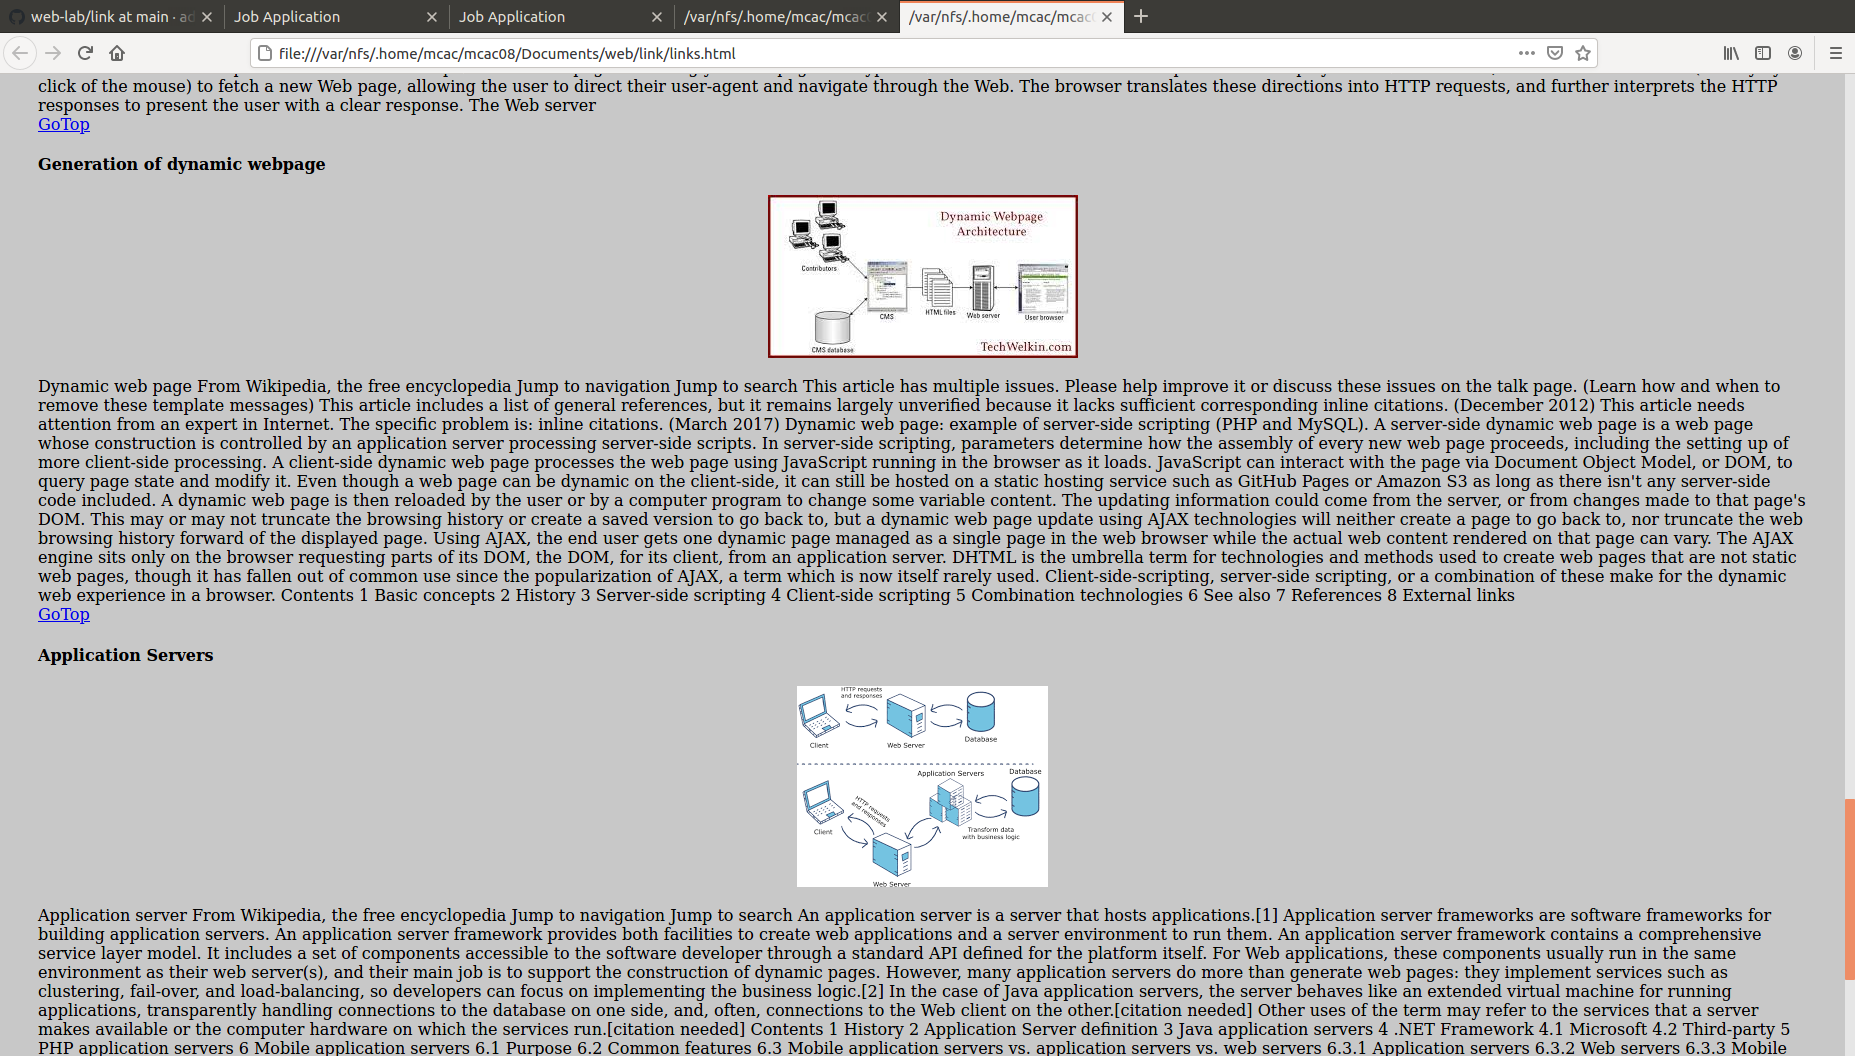 web-lab/link at main · ad
Job Application
Job Application
/var/nfs/.home/mcac/mcac
/var/nfs/.home/mcac/mcac
file:///var/nfs/.home/mcac/mcac08/Documents/web/link/links.html
click of the mouse) to fetch a new Web page, allowing the user to direct their user-agent and navigate through the Web. The browser translates these directions into HTTP requests, and further interprets the HTTP
responses to present the user with a clear response. The Web server
GoTop
Generation of dynamic webpage
Dynamic Webpage
Architecture
Contributors
CMS
HTML files
Web server
User browser
CMS database
TechWelkin.com
Dynamic web page From Wikipedia, the free encyclopedia Jump to navigation Jump to search This article has multiple issues. Please help improve it or discuss these issues on the talk page. (Learn how and when to
remove these template messages) This article includes a list of general references, but it remains largely unverified because it lacks sufficient corresponding inline citations. (December 2012) This article needs
attention from an expert in Internet. The specific problem is: inline citations. (March 2017) Dynamic web page: example of server-side scripting (PHP and MySQL). A server-side dynamic web page is a web page
whose construction is controlled by an application server processing server-side scripts. In server-side scripting, parameters determine how the assembly of every new web page proceeds, including the setting up of
more client-side processing. A client-side dynamic web page processes the web page using JavaScript running in the browser as it loads. JavaScript can interact with the page via Document Object Model, or DOM, to
query page state and modify it. Even though a web page can be dynamic on the client-side, it can still be hosted on a static hosting service such as GitHub Pages or Amazon S3 as long as there isn't any server-side
code included. A dynamic web page is then reloaded by the user or by a computer program to change some variable content. The updating information could come from the server, or from changes made to that page's
DOM. This may or may not truncate the browsing history or create a saved version to go back to, but a dynamic web page update using AJAX technologies will neither create a page to go back to, nor truncate the web
browsing history forward of the displayed page. Using AJAX, the end user gets one dynamic page managed as a single page in the web browser while the actual web content rendered on that page can vary. The AJAX
engine sits only on the browser requesting parts of its DOM, the DOM, for its client, from an application server. DHTML is the umbrella term for technologies and methods used to create web pages that are not static
web pages, though it has fallen out of common use since the popularization of AJAX, a term which is now itself rarely used. Client-side-scripting, server-side scripting, or a combination of these make for the dynamic
web experience in a browser. Contents 1 Basic concepts 2 History 3 Server-side scripting 4 Client-side scripting 5 Combination technologies 6 See also 7 References 8 External links
GoTop
Application Servers
HTTP requests
and responses
Client
Web Server
Database
Application Servers
Database
HTTP requests
and responses
Client
Transform data
with business logic
Web Server
Application server From Wikipedia, the free encyclopedia Jump to navigation Jump to search An application server is a server that hosts applications.[1] Application server frameworks are software frameworks for
building application servers. An application server framework provides both facilities to create web applications and a server environment to run them. An application server framework contains a comprehensive
service layer model. It includes a set of components accessible to the software developer through a standard API defined for the platform itself. For Web applications, these components usually run in the same
environment as their web server(s), and their main job is to support the construction of dynamic pages. However, many application servers do more than generate web pages: they implement services such as
clustering, fail-over, and load-balancing, so developers can focus on implementing the business logic.[2] In the case of Java application servers, the server behaves like an extended virtual machine for running
applications, transparently handling connections to the database on one side, and, often, connections to the Web client on the other.[citation needed] Other uses of the term may refer to the services that a server
makes available or the computer hardware on which the services run.[citation needed] Contents 1 History 2 Application Server definition 3 Java application servers 4 .NET Framework 4.1 Microsoft 4.2 Third-party 5
PHP application servers 6 Mobile application servers 6.1 Purpose 6.2 Common features 6.3 Mobile application servers vs. application servers vs. web servers 6.3.1 Application servers 6.3.2 Web servers 6.3.3 Mobile